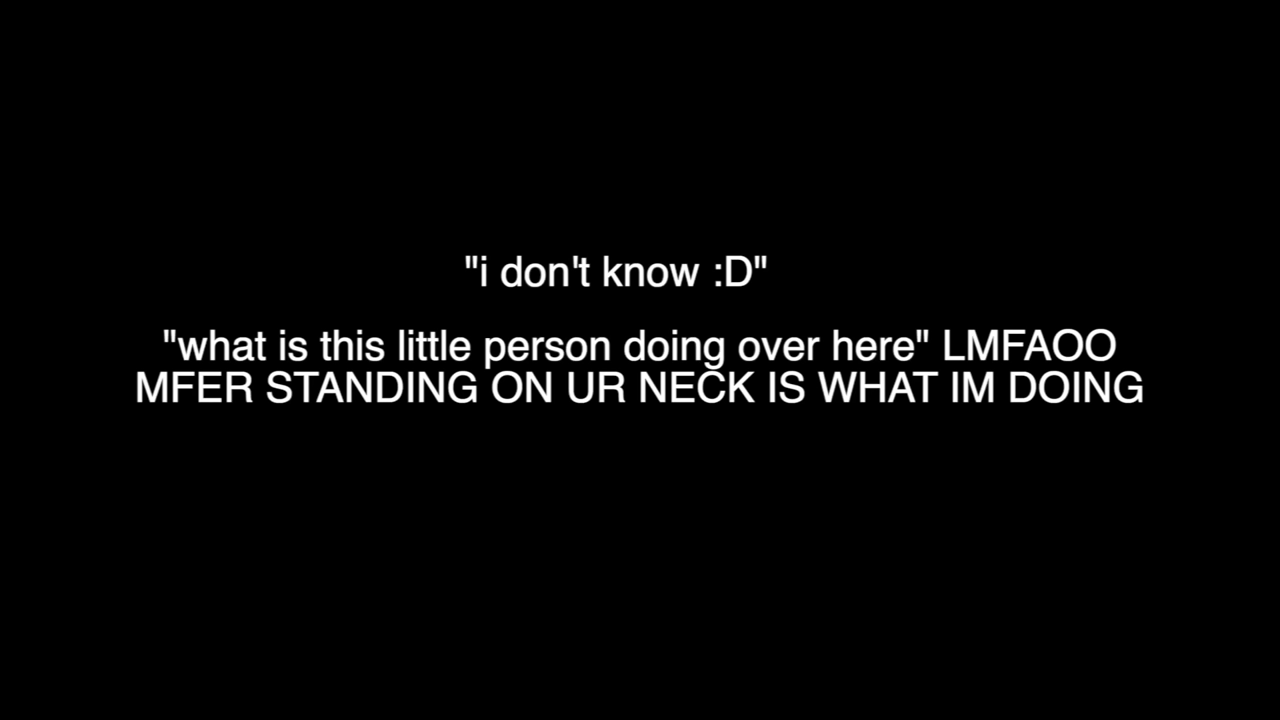 "i don't know :D"
"what is this little person doing over here" LMFAOO
MFER STANDING ON UR NECK IS WHAT IM DOING